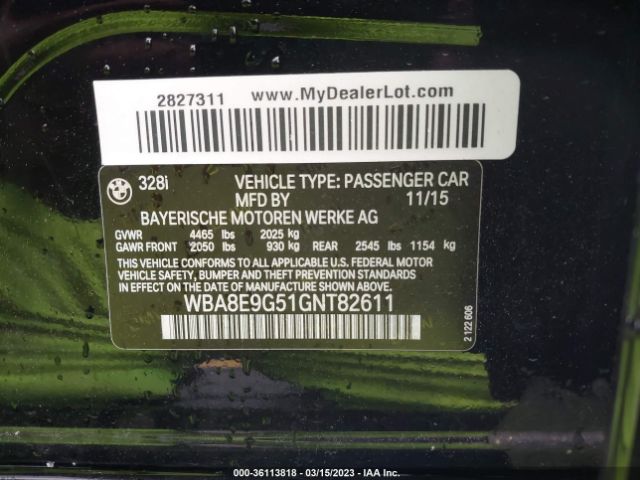 2827311 www.MyDealerLot.com
BMW
328i VEHICLE TYPE: PASSENGER CAR
MFD BY 11/15
BAYERISCHE MOTOREN WERKE AG
GVWR 4465 lbs 2025 kg
GAWR FRONT 2050 lbs 930 kg REAR 2545 lbs 1154 kg
THIS VEHICLE CONFORMS TO ALL APPLICABLE U.S. FEDERAL MOTOR
VEHICLE SAFETY, BUMPER AND THEFT PREVENTION STANDARDS
IN EFFECT ON THE DATE OF MANUFACTURE SHOWN ABOVE.
WBA8E9G51GNT82611
2 122 606
000-36113818 - 03/15/2023 - IAA Inc.